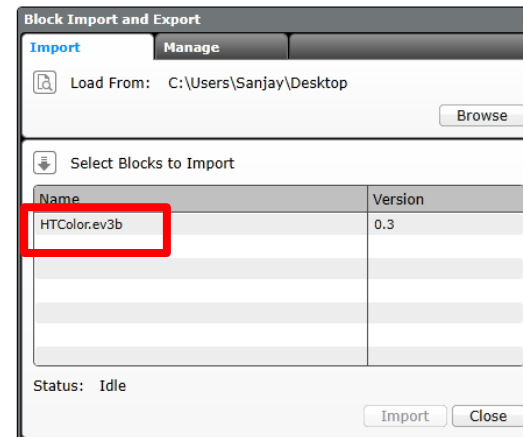 Block Import and Export
Import Manage
Load From: C:\Users\Sanjay\Desktop
Browse
Select Blocks to Import
Name Version
HTColor.ev3b 0.3
Status: Idle
Import Close